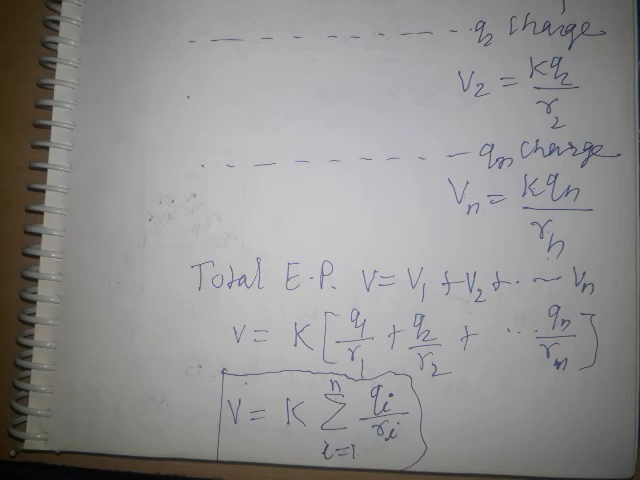 - - - - - - - - - - - - q2 charge
V2 = Kq2/r2
- - - - - - - - - - - qn charge
Vn = Kqn/rn
Total E.P. V = V1 + V2 + ... Vn
V = K [q1/r1 + q2/r2 + ... qn/rn]
V = K ∑(i=1 to n) qi/ri